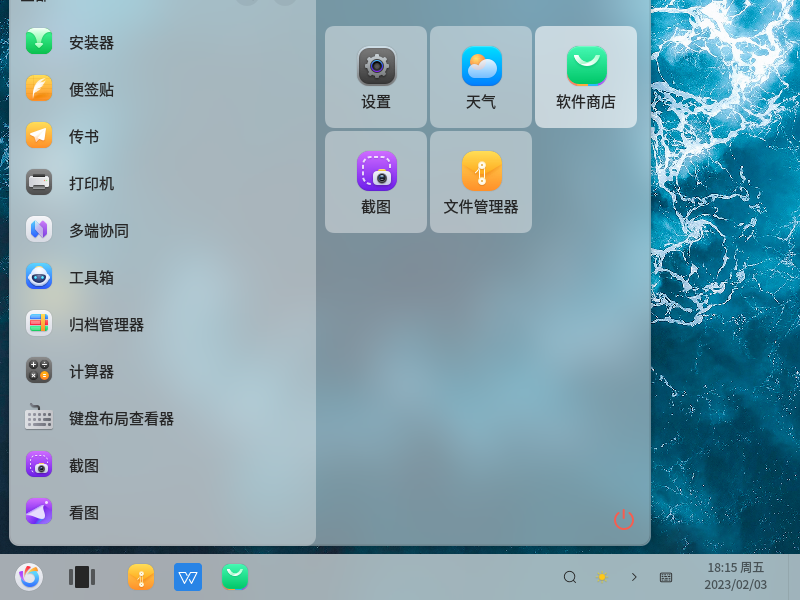 安装器
便签贴
传书
打印机
多端协同
工具箱
归档管理器
计算器
键盘布局查看器
截图
看图
设置
天气
软件商店
截图
文件管理器
18:15 周五
2023/02/03